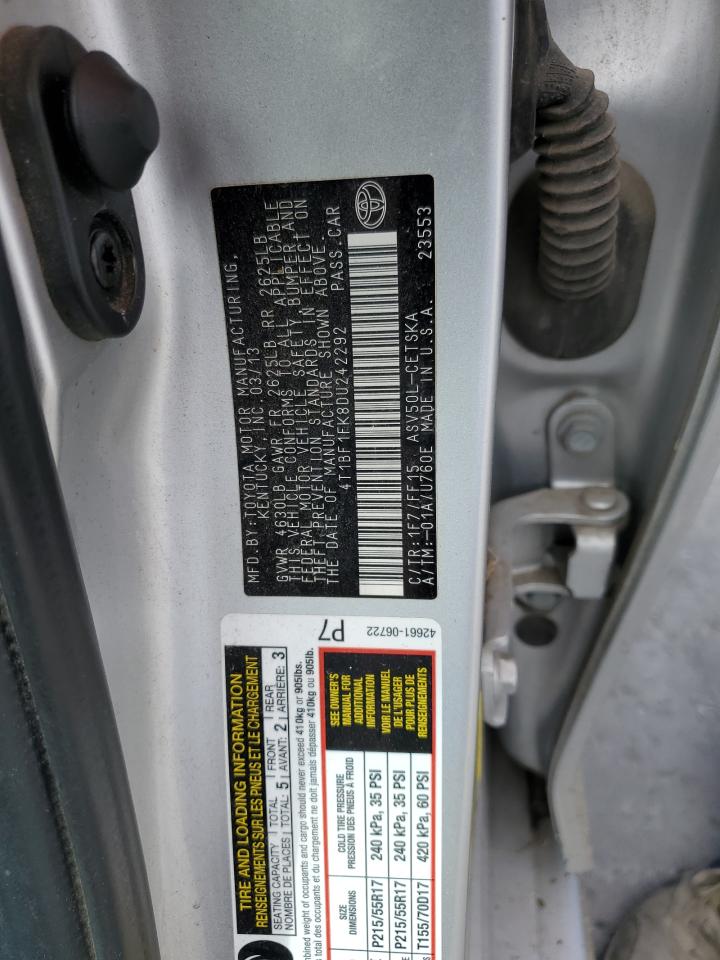 MFD.BY:TOYOTA MOTOR MANUFACTURING,
KENTUCKY, INC. 03/13
GVWR 4630LB GAWR FR 2625LB RR 2625LB
THIS VEHICLE CONFORMS TO ALL APPLICABLE
FEDERAL MOTOR VEHICLE SAFETY, BUMPER AND
THEFT PREVENTION STANDARDS IN EFFECT ON
THE DATE OF MANUFACTURE SHOWN ABOVE.
4T1BF1FK8DU242292 PASS.CAR
C/TR:1F7/FF15 ASV50L-CETSKA
A/TM:-01A/U760E MADE IN U.S.A. 23553
TIRE AND LOADING INFORMATION
RENSEIGNEMENTS SUR LES PNEUS ET LE CHARGEMENT
SEATING CAPACITY TOTAL FRONT REAR
NOMBRE DE PLACES TOTAL: 5 AVANT: 2 ARRIÈRE: 3
weight of occupants and cargo should never exceed 410kg or 905lbs.
total des occupants et du chargement ne doit jamais dépasser 410kg ou 905lb.
P7
42661-06722
SIZE
DIMENSIONS
COLD TIRE PRESSURE
PRESSION DES PNEUS À FROID
P215/55R17 240 kPa, 35 PSI
P215/55R17 240 kPa, 35 PSI
T155/70D17 420 kPa, 60 PSI
SEE OWNER'S
MANUAL FOR
ADDITIONAL
INFORMATION
VOIR LE MANUEL
DE L'USAGER
POUR PLUS DE
RENSEIGNEMENTS